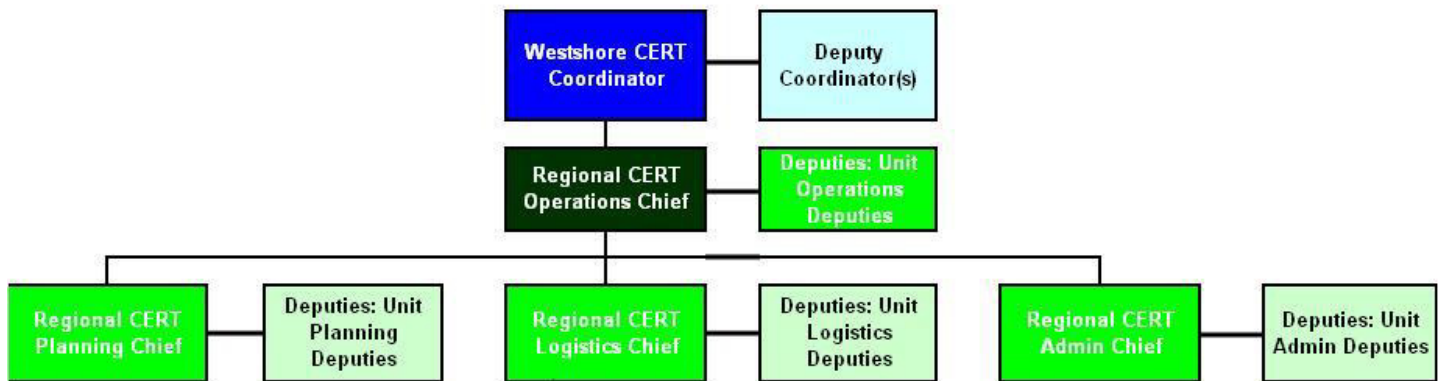 Westshore CERT
Coordinator
Deputy
Coordinator(s)
Regional CERT
Operations Chief
Deputies: Unit
Operations
Deputies
Regional CERT
Planning Chief
Deputies: Unit
Planning
Deputies
Regional CERT
Logistics Chief
Deputies: Unit
Logistics
Deputies
Regional CERT
Admin Chief
Deputies: Unit
Admin Deputies